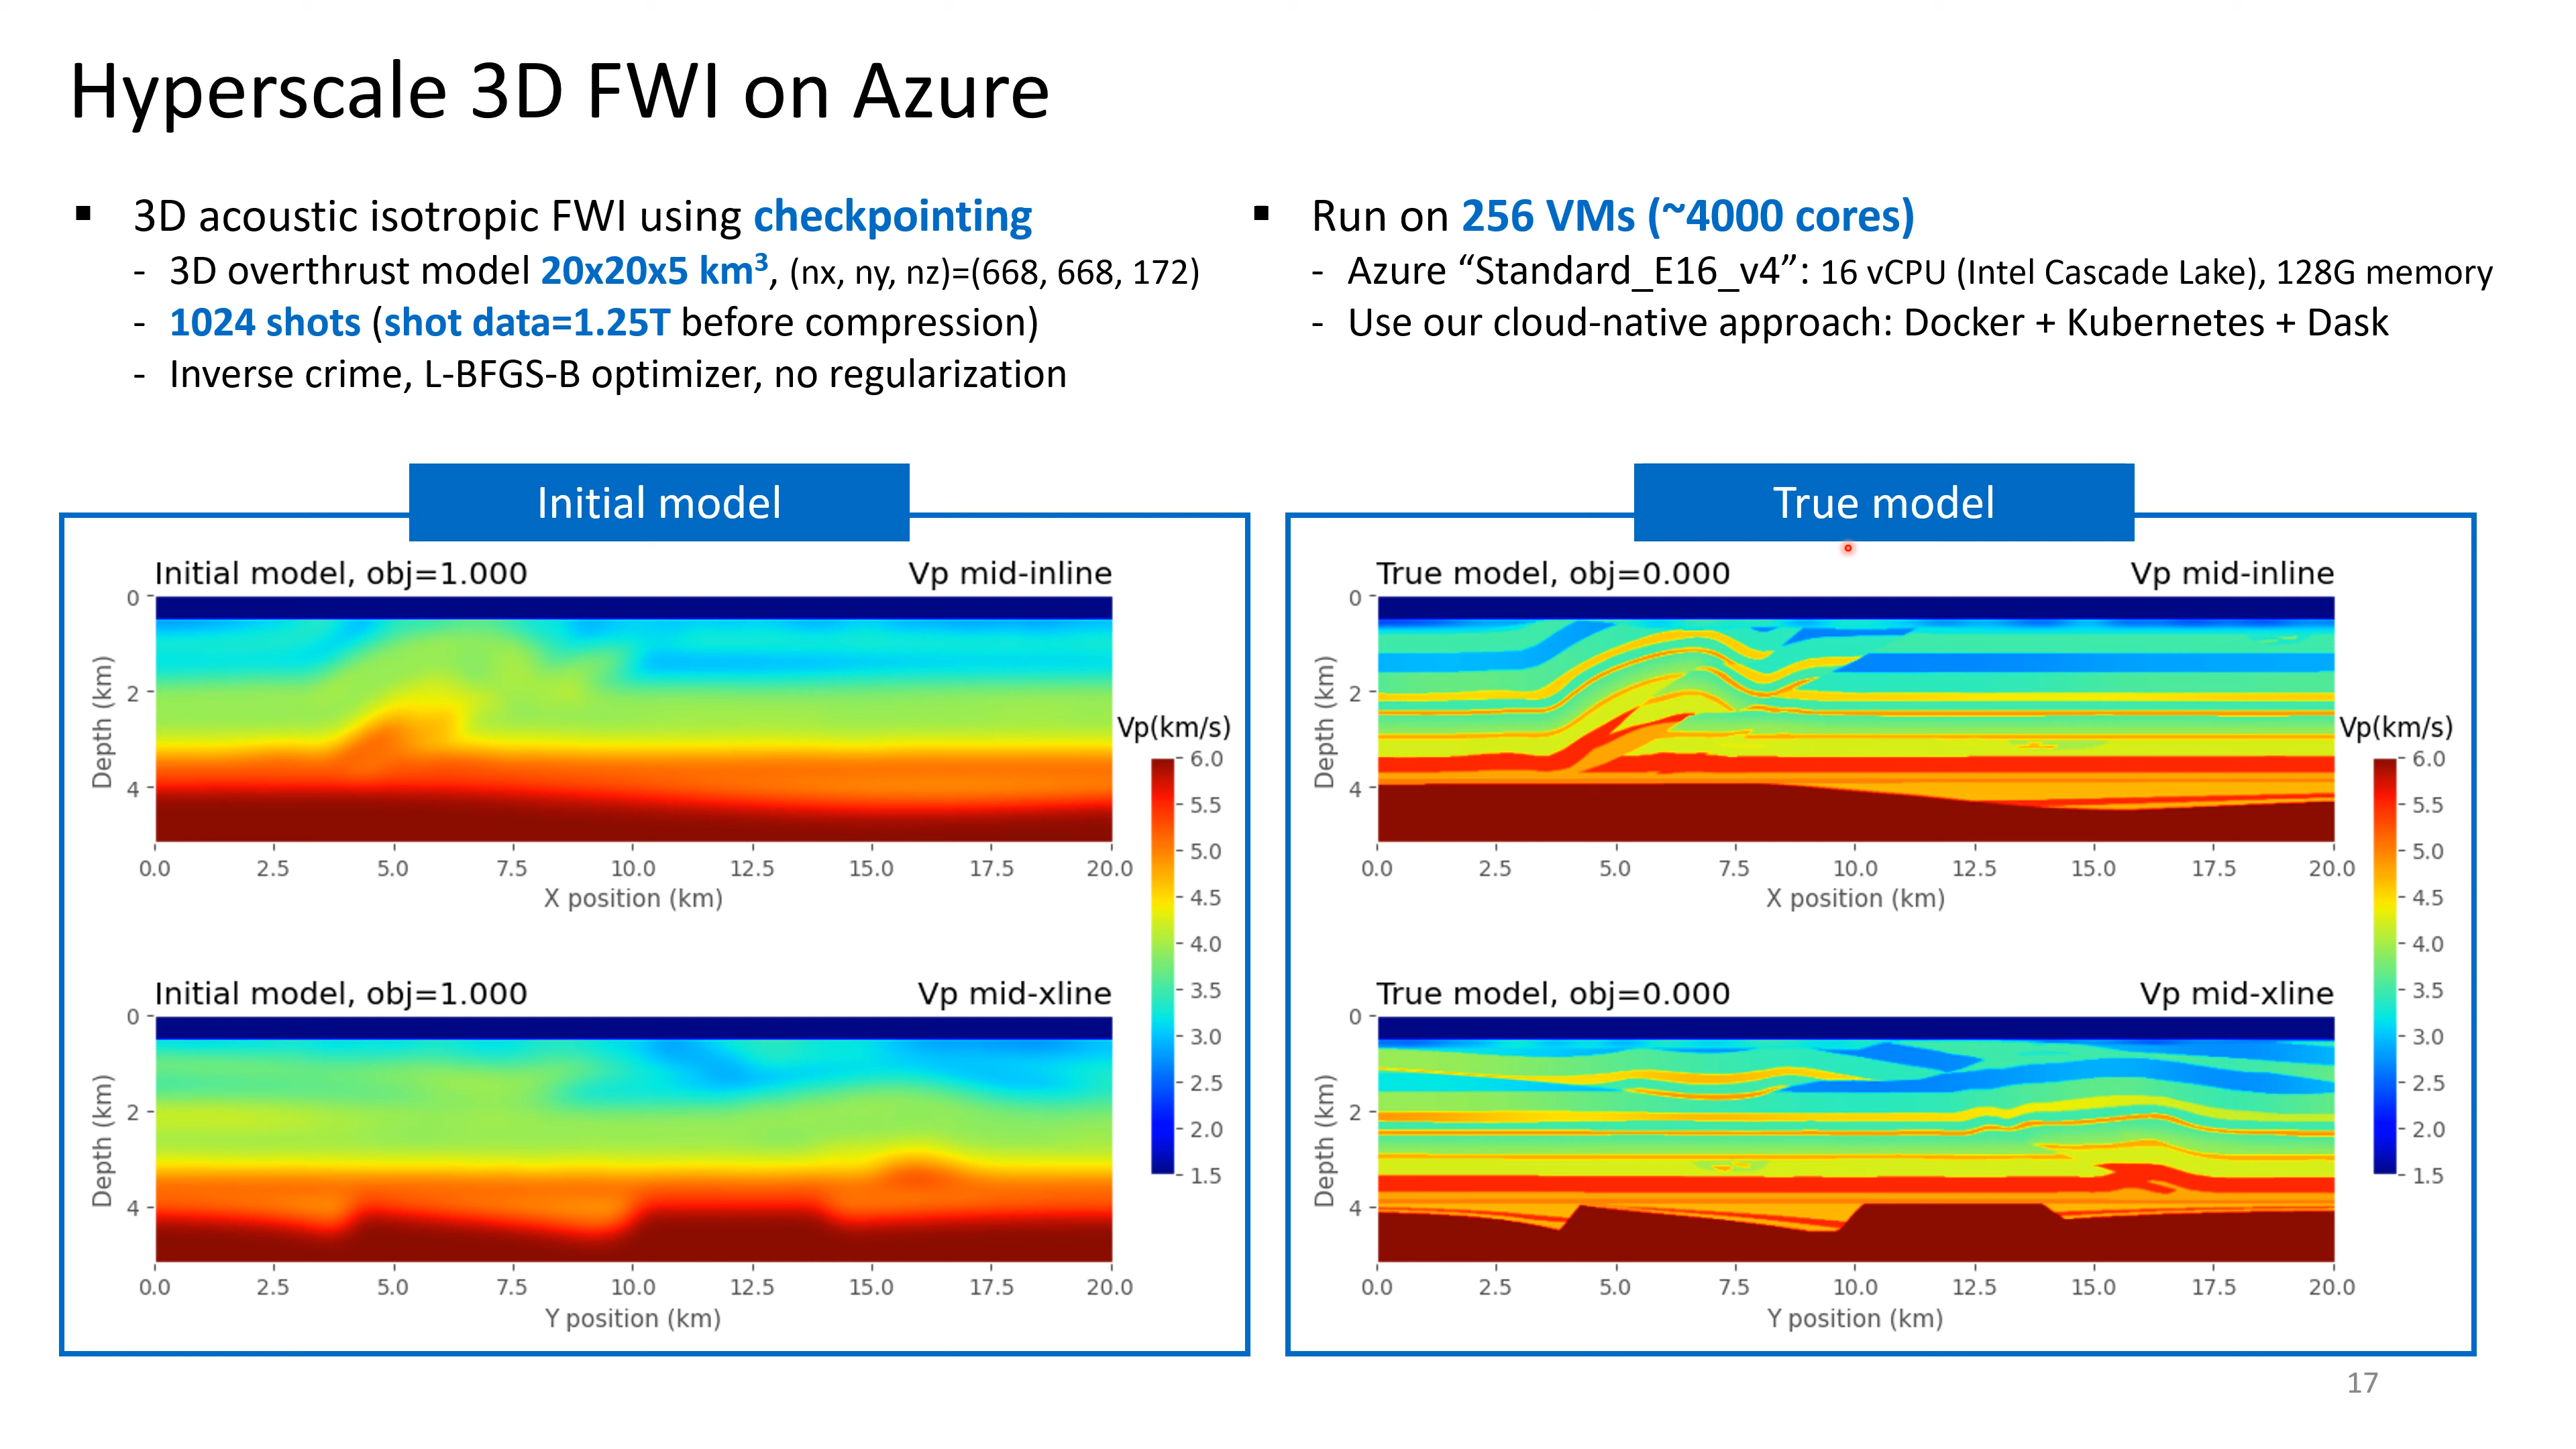 Hyperscale 3D FWI on Azure
▪ 3D acoustic isotropic FWI using checkpointing
- 3D overthrust model 20x20x5 km³, (nx, ny, nz)=(668, 668, 172)
- 1024 shots (shot data=1.25T before compression)
- Inverse crime, L-BFGS-B optimizer, no regularization
▪ Run on 256 VMs (~4000 cores)
- Azure “Standard_E16_v4”: 16 vCPU (Intel Cascade Lake), 128G memory
- Use our cloud-native approach: Docker + Kubernetes + Dask
Initial model
Initial model, obj=1.000 Vp mid-inline
0
2
4
Depth (km)
0.0 2.5 5.0 7.5 10.0 12.5 15.0 17.5 20.0
X position (km)
Initial model, obj=1.000 Vp mid-xline
0
2
4
Depth (km)
0.0 2.5 5.0 7.5 10.0 12.5 15.0 17.5 20.0
Y position (km)
Vp(km/s)
6.0
5.5
5.0
4.5
4.0
3.5
3.0
2.5
2.0
1.5
True model
True model, obj=0.000 Vp mid-inline
0
2
4
Depth (km)
0.0 2.5 5.0 7.5 10.0 12.5 15.0 17.5 20.0
X position (km)
True model, obj=0.000 Vp mid-xline
0
2
4
Depth (km)
0.0 2.5 5.0 7.5 10.0 12.5 15.0 17.5 20.0
Y position (km)
Vp(km/s)
6.0
5.5
5.0
4.5
4.0
3.5
3.0
2.5
2.0
1.5
17